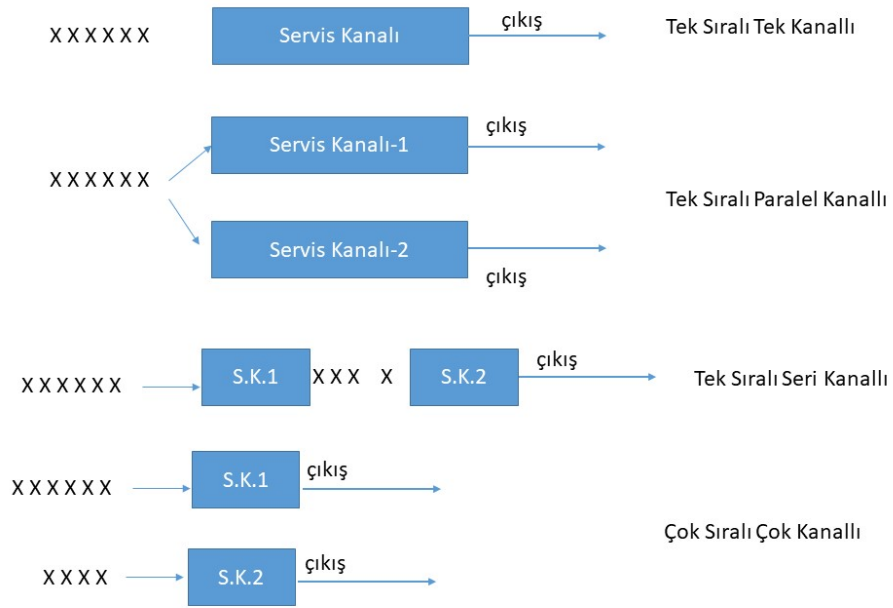 X X X X X X
Servis Kanalı
çıkış
Tek Sıralı Tek Kanallı
Servis Kanalı-1
çıkış
X X X X X X
Tek Sıralı Paralel Kanallı
Servis Kanalı-2
çıkış
X X X X X X
S.K.1
X X X X
S.K.2
çıkış
Tek Sıralı Seri Kanallı
X X X X X X
S.K.1
çıkış
Çok Sıralı Çok Kanallı
X X X X
S.K.2
çıkış